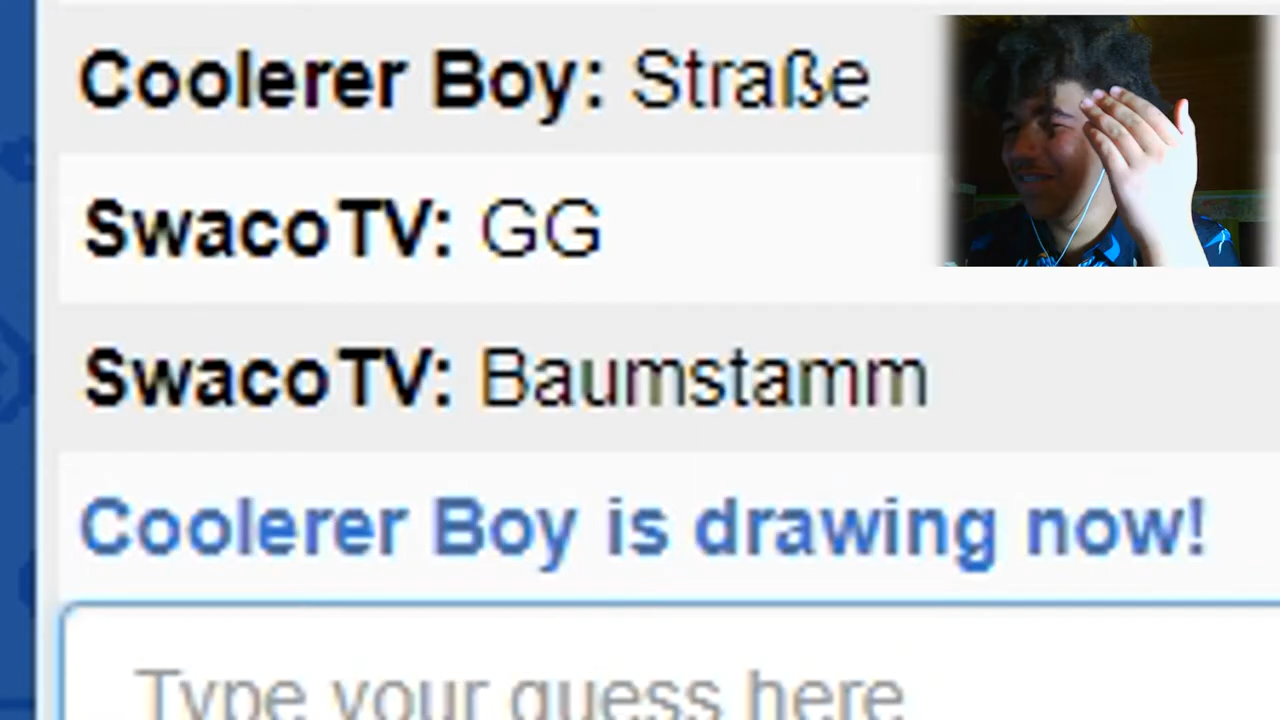 Coolerer Boy: Straße
SwacoTV: GG
SwacoTV: Baumstamm
Coolerer Boy is drawing now!
Type your guess here